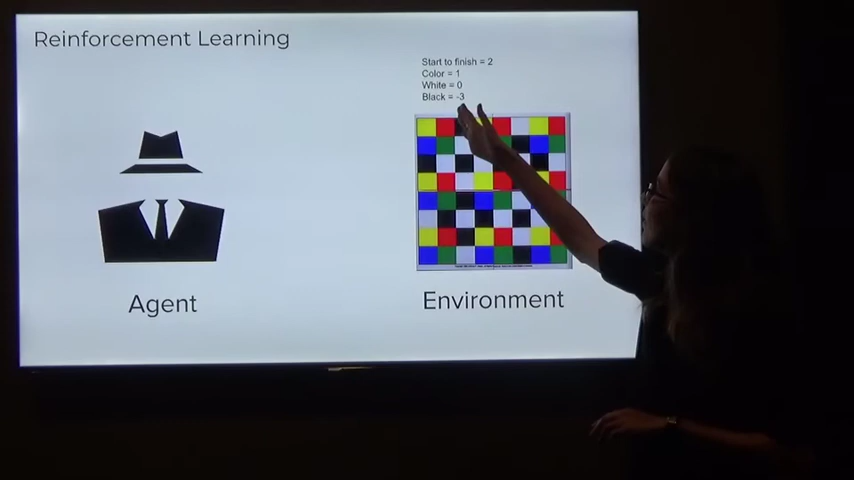 Reinforcement Learning
Start to finish = 2
Color = 1
White = 0
Black = -3
Agent
Environment